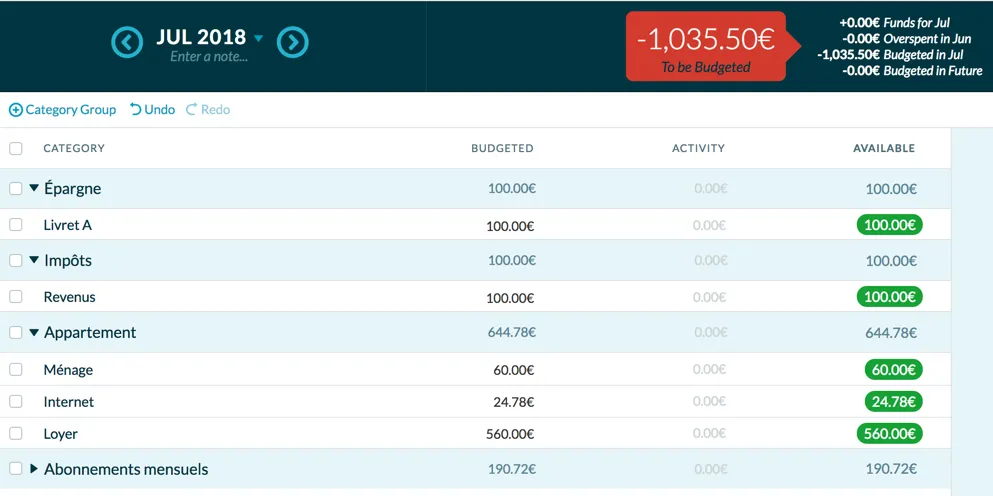 JUL 2018
Enter a note...
-1,035.50€
To be Budgeted
+0.00€ Funds for Jul
-0.00€ Overspent in Jun
-1,035.50€ Budgeted in Jul
-0.00€ Budgeted in Future
Category Group Undo Redo
CATEGORY BUDGETED ACTIVITY AVAILABLE
Épargne 100.00€ 0.00€ 100.00€
Livret A 100.00€ 0.00€ 100.00€
Impôts 100.00€ 0.00€ 100.00€
Revenus 100.00€ 0.00€ 100.00€
Appartement 644.78€ 0.00€ 644.78€
Ménage 60.00€ 0.00€ 60.00€
Internet 24.78€ 0.00€ 24.78€
Loyer 560.00€ 0.00€ 560.00€
Abonnements mensuels 190.72€ 0.00€ 190.72€